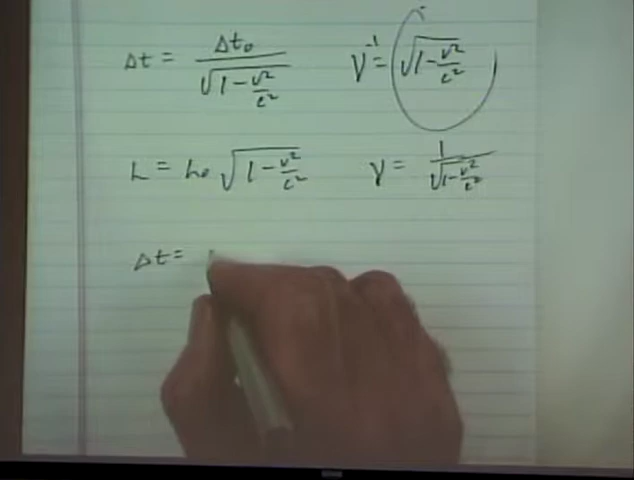 Δt = Δt₀ / √(1 − v²/c²)    γ⁻¹ = √(1 − v²/c²)
L = L₀ √(1 − v²/c²)    γ = 1 / √(1 − v²/c²)
Δt =